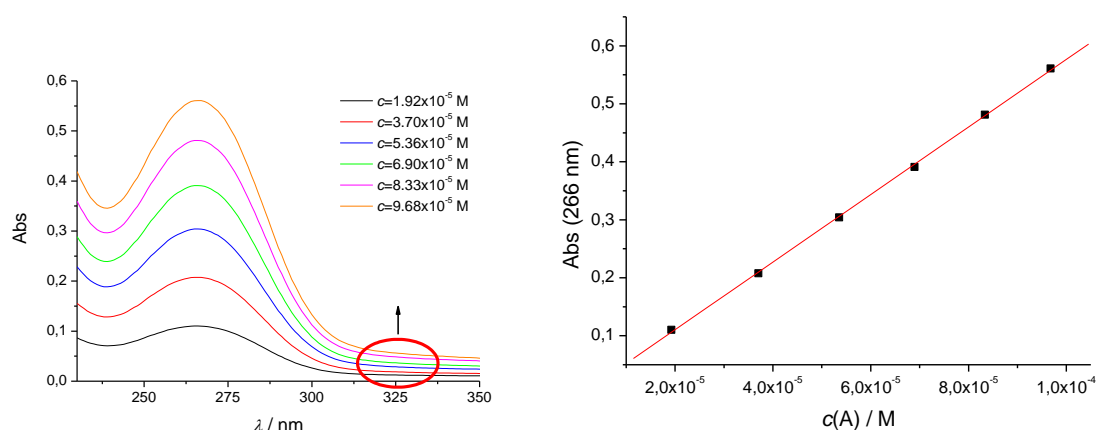 0,6
0,5
0,4
0,3
0,2
0,1
0,0
Abs
250
275
300
325
350
λ / nm
c=1.92x10⁻⁵ M
c=3.70x10⁻⁵ M
c=5.36x10⁻⁵ M
c=6.90x10⁻⁵ M
c=8.33x10⁻⁵ M
c=9.68x10⁻⁵ M
0,6
0,5
0,4
0,3
0,2
0,1
Abs (266 nm)
2,0x10⁻⁵
4,0x10⁻⁵
6,0x10⁻⁵
8,0x10⁻⁵
1,0x10⁻⁴
c(A) / M